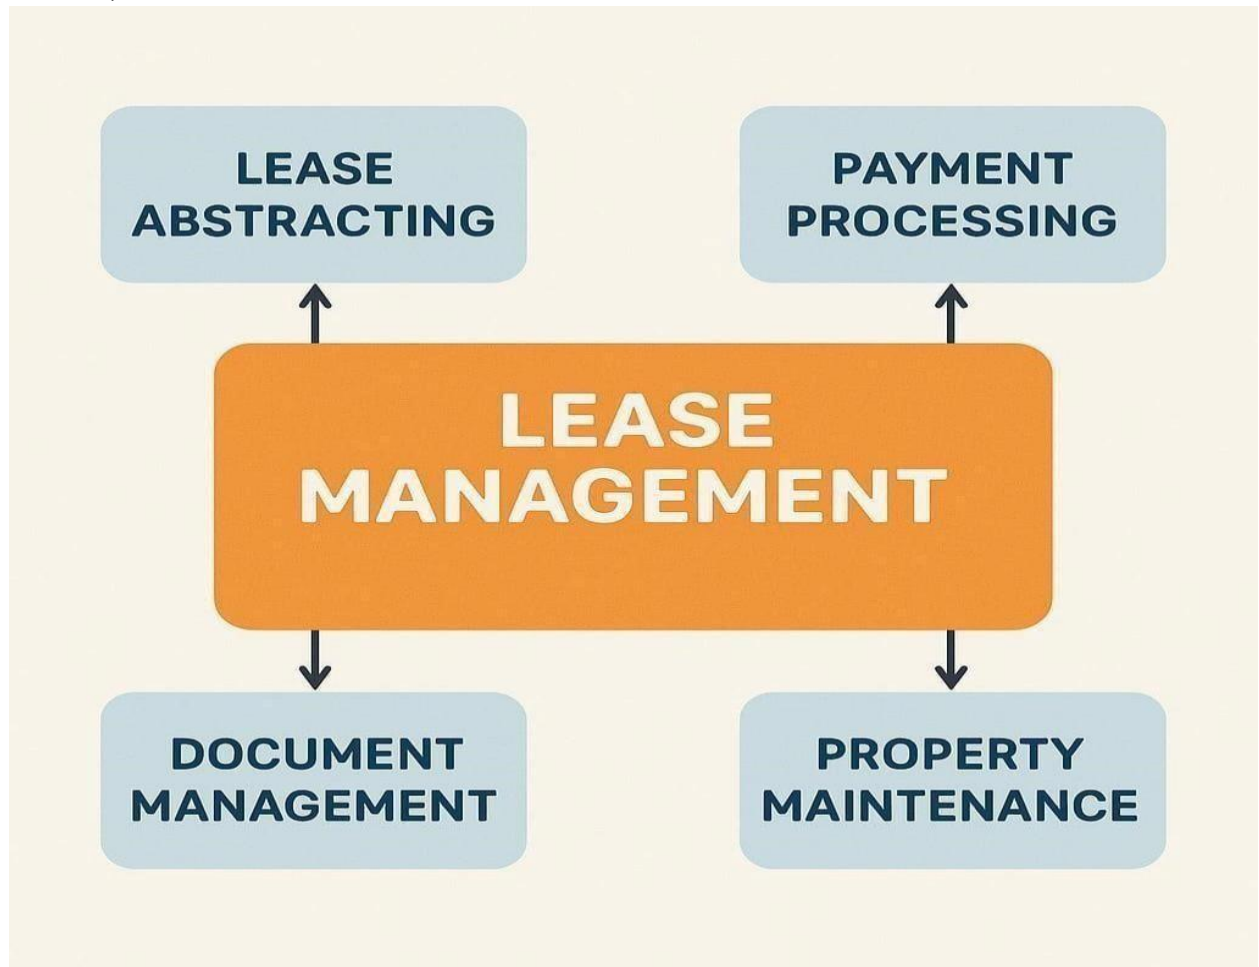 LEASE
ABSTRACTING
PAYMENT
PROCESSING
LEASE
MANAGEMENT
DOCUMENT
MANAGEMENT
PROPERTY
MAINTENANCE